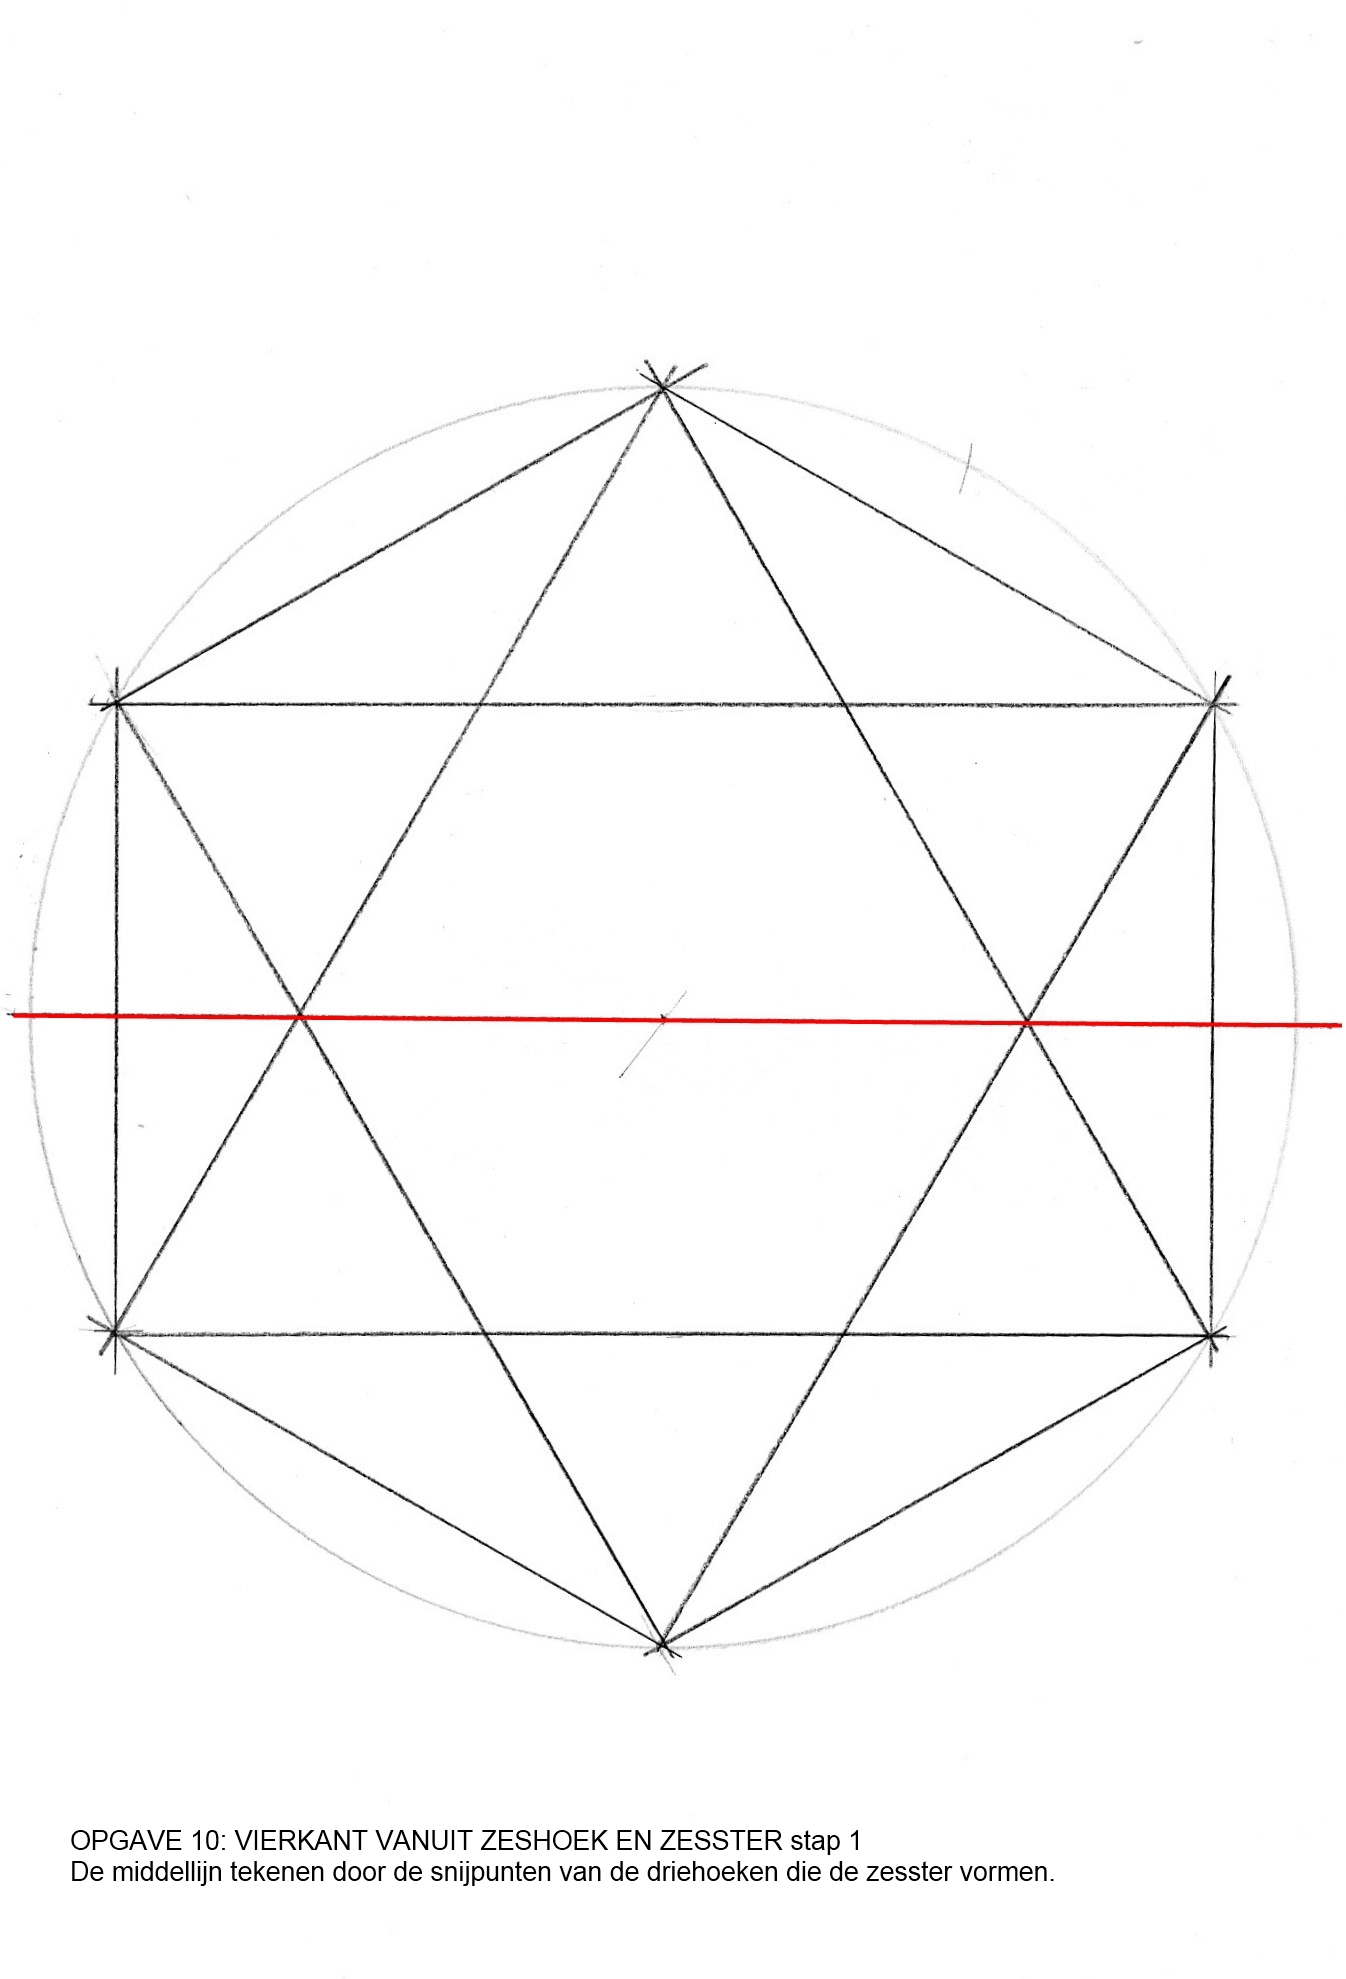 OPGAVE 10: VIERKANT VANUIT ZESHOEK EN ZESSTER stap 1
De middellijn tekenen door de snijpunten van de driehoeken die de zesster vormen.